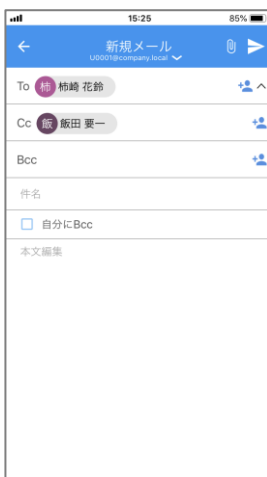 15:25 85%
新規メール
U0001@company.local
To 柿 柿崎 花鈴
Cc 飯 飯田 要一
Bcc
件名
自分にBcc
本文編集